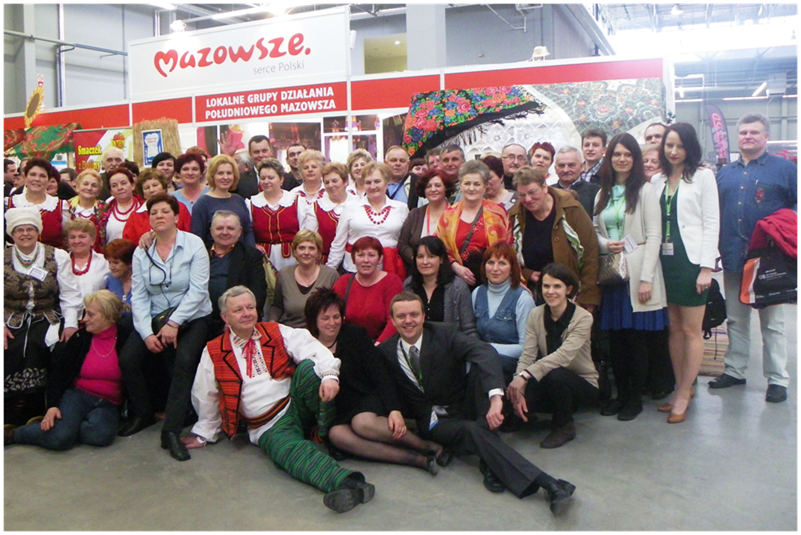 Mazowsze.
serce Polski
LOKALNE GRUPY DZIAŁANIA
POŁUDNIOWEGO MAZOWSZA